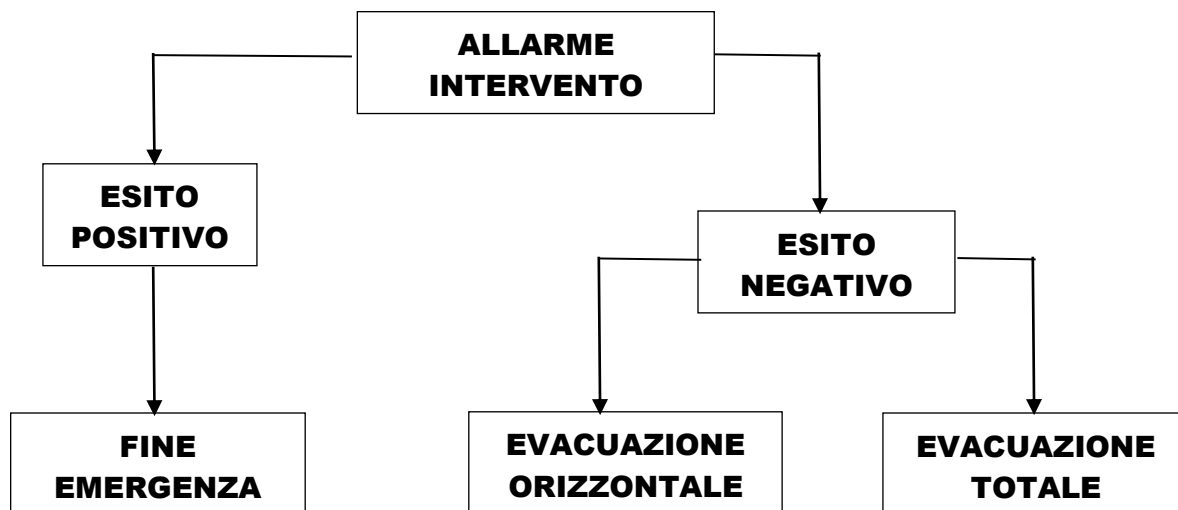 ALLARME
INTERVENTO
ESITO
POSITIVO
ESITO
NEGATIVO
FINE
EMERGENZA
EVACUAZIONE
ORIZZONTALE
EVACUAZIONE
TOTALE